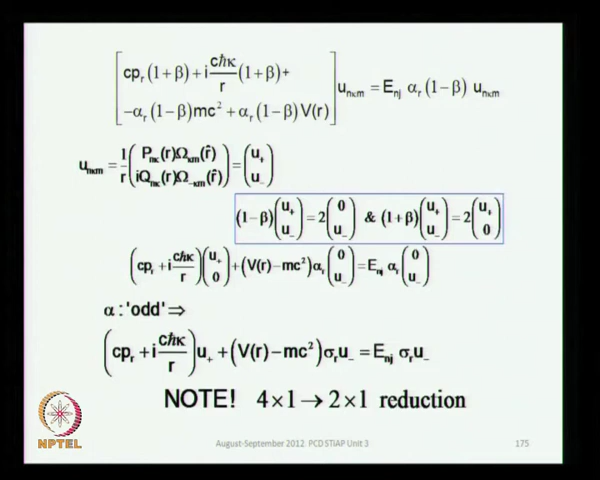 [cp_r (1+β) + i cħκ/r (1+β) +
-α_r (1-β)mc² + α_r (1-β) V(r)] u_nκm = E_nj α_r (1-β) u_nκm
u_nκm = 1/r (P_nκ(r)Ω_κm(r̂) iQ_nκ(r)Ω_-κm(r̂)) = (u_+ u_-)
(1-β)(u_+ u_-) = 2(0 u_-) & (1+β)(u_+ u_-) = 2(u_+ 0)
(cp_r + i cħκ/r)(u_+ 0) + (V(r)-mc²)α_r (0 u_-) = E_nj α_r (0 u_-)
α : 'odd' ⇒
(cp_r + i cħκ/r) u_+ + (V(r)-mc²)σ_r u_- = E_nj σ_r u_-
NOTE! 4×1 → 2×1 reduction
NPTEL
August-September 2012 PCD STIAP Unit 3
175